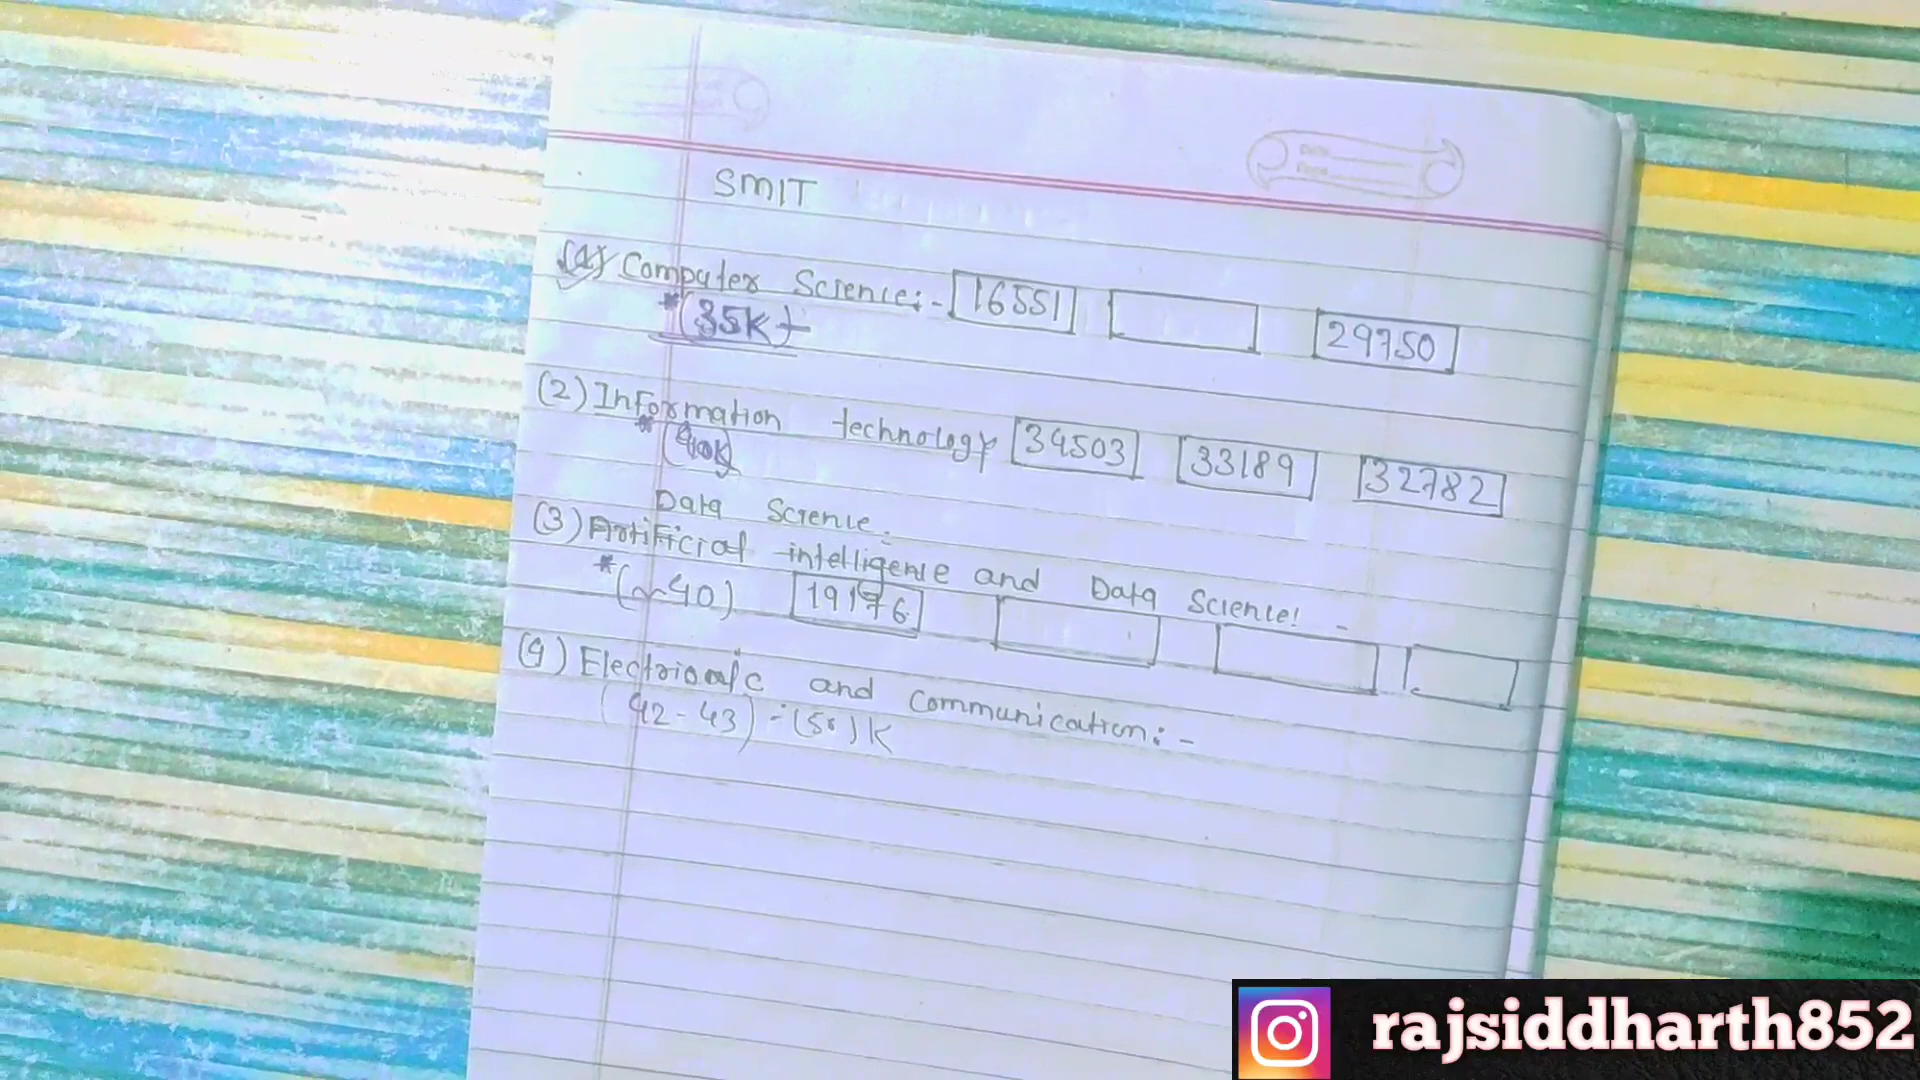 SMIT
(1) Computer Science:- 16551 29750
*(35K)+
(2) Information technology 34503 33189 32782
*(40K)
Data Science:
(3) Artificial intelligence and Data Science! -
*(~40) 19176
(4) and Communication: -
(42-43) - (50)K
rajsiddharth852